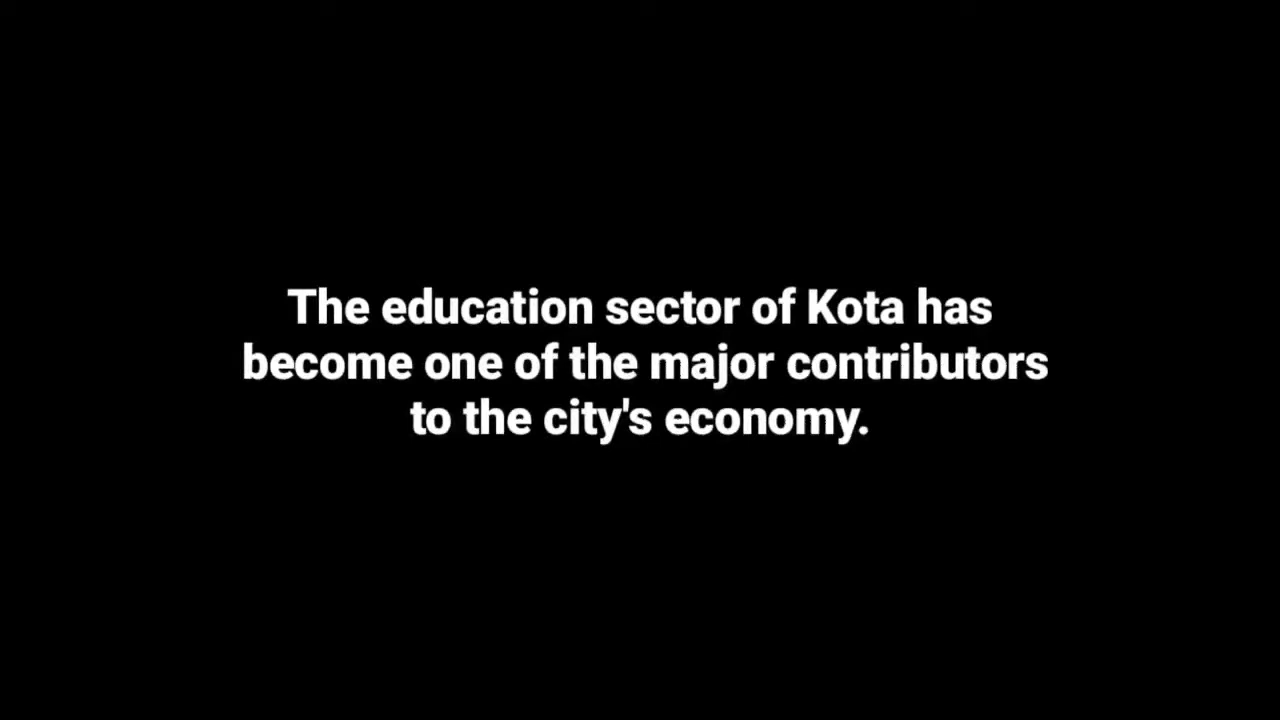 The education sector of Kota has
become one of the major contributors
to the city's economy.